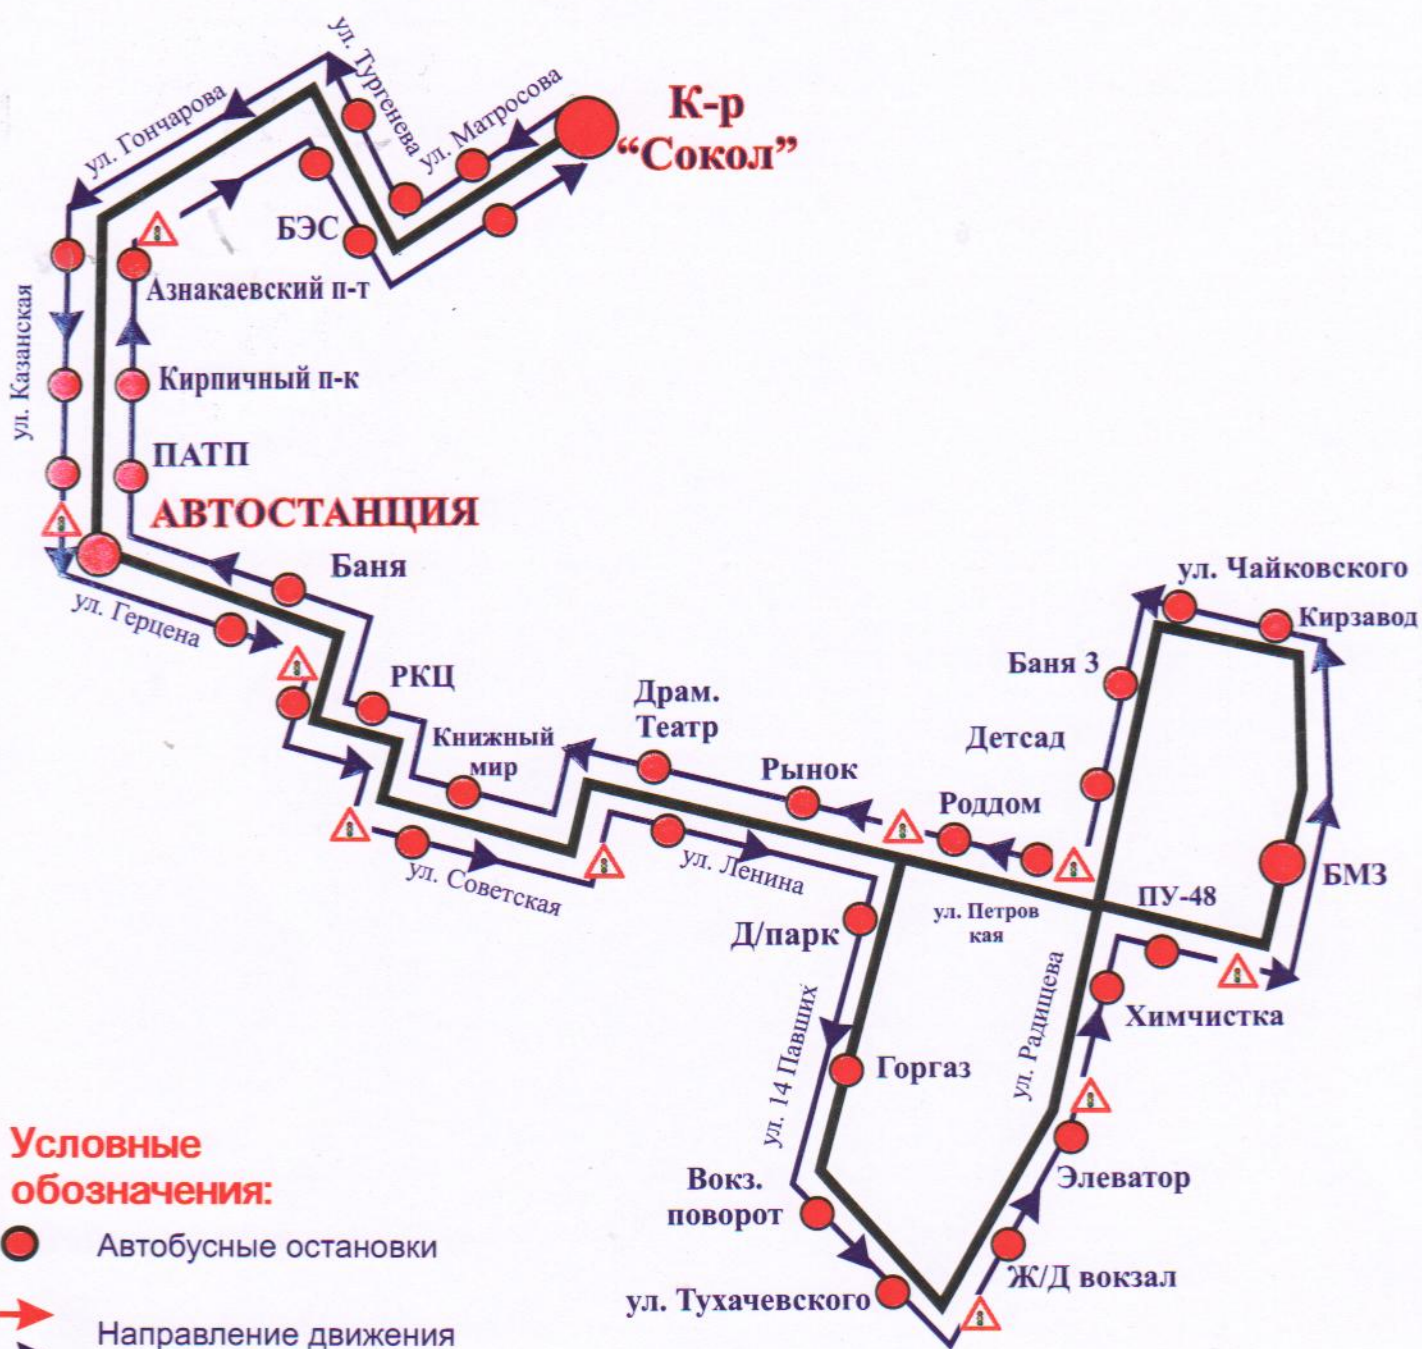 ул. Тургенева
ул. Гончарова
ул. Матросова
К-р
“Сокол”
БЭС
Азнакаевский п-т
ул. Казанская
Кирпичный п-к
ПАТП
АВТОСТАНЦИЯ
Баня
ул. Герцена
ул. Чайковского
Кирзавод
РКЦ
Баня 3
Драм.
Театр
Книжный
мир
Детсад
Рынок
Роддом
ул. Советская
ул. Ленина
БМЗ
ПУ-48
ул. Петров
кая
Д/парк
ул. Радищева
Химчистка
ул. 14 Павших
Горгаз
Вокз.
поворот
Элеватор
Ж/Д вокзал
ул. Тухачевского
Условные
обозначения:
Автобусные остановки
Направление движения